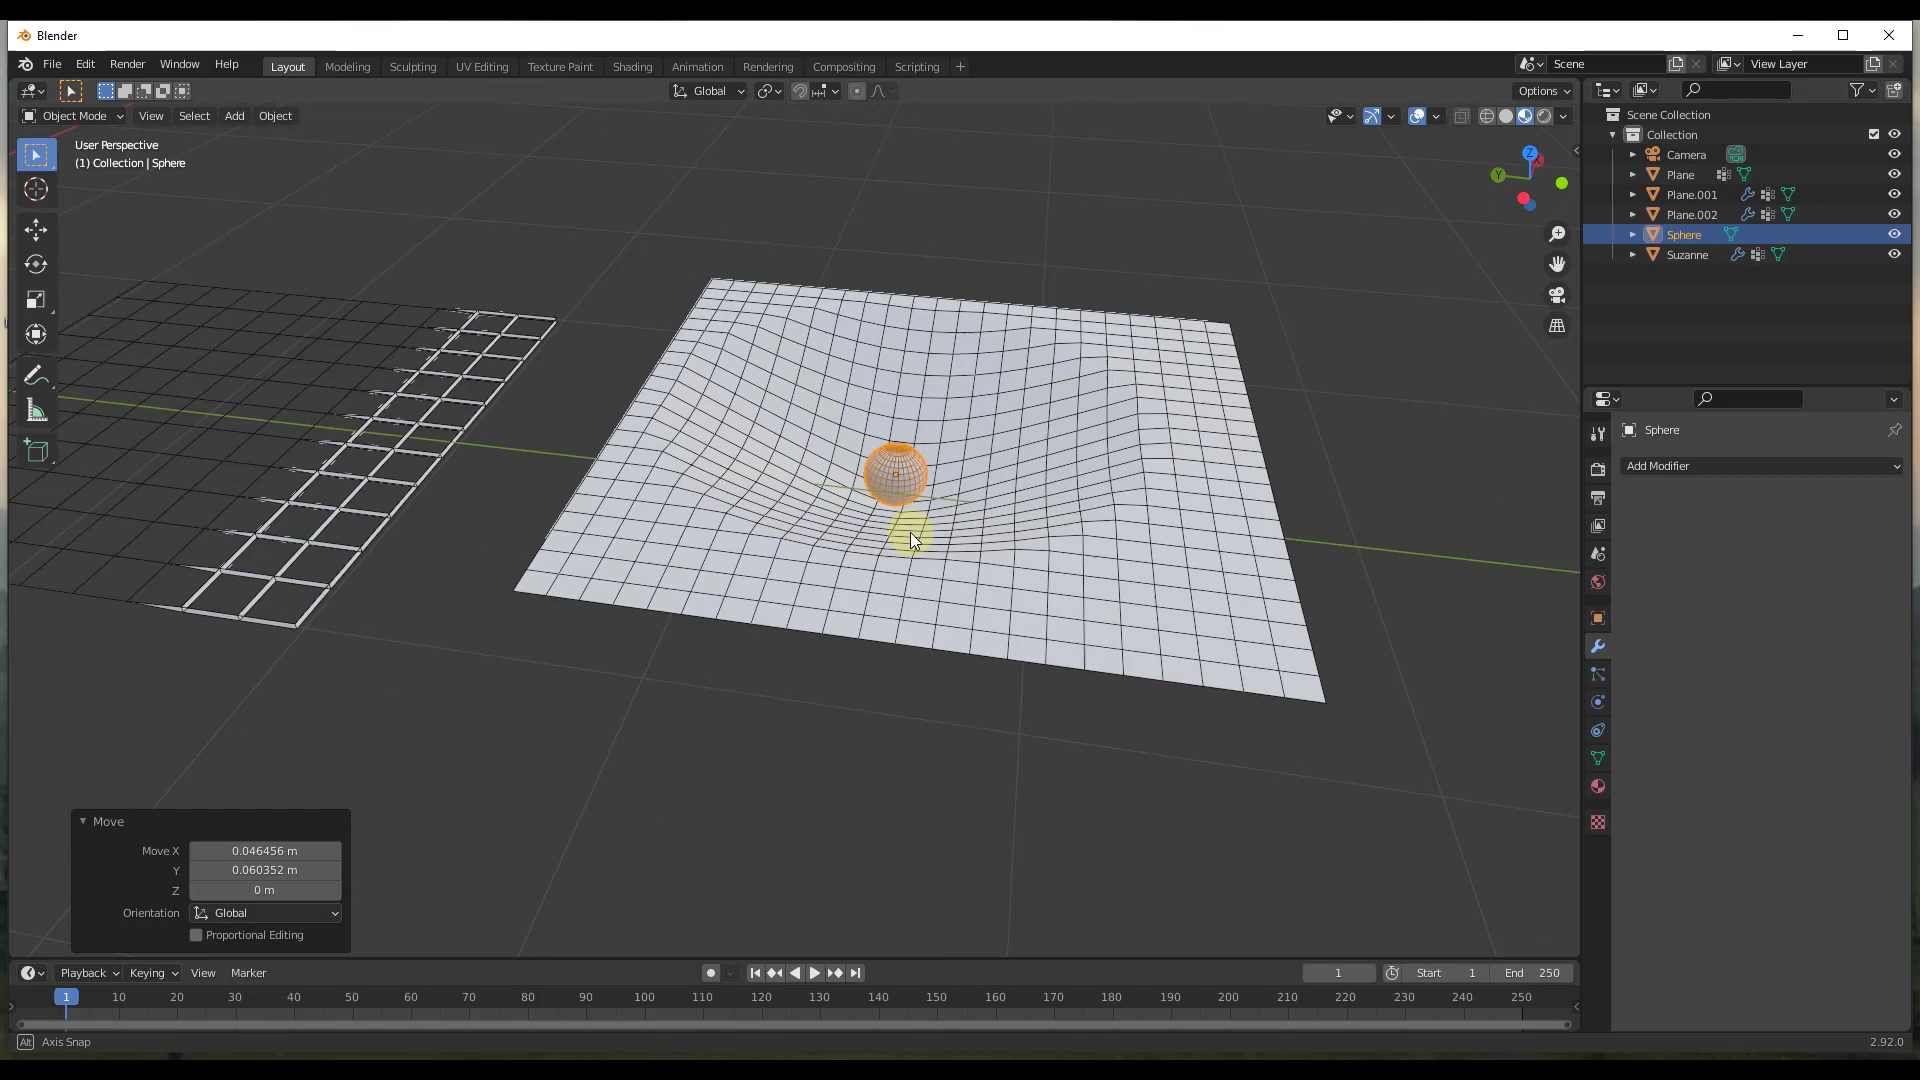 Blender
File Edit Render Window Help
Layout Modeling Sculpting UV Editing Texture Paint Shading Animation Rendering Compositing Scripting +
Scene
View Layer
Global
Options
Object Mode View Select Add Object
User Perspective
(1) Collection | Sphere
Z
Y
X
Scene Collection
Collection
Camera
Plane
Plane.001
Plane.002
Sphere
Suzanne
Sphere
Add Modifier
Move
Move X 0.046456 m
Y 0.060352 m
Z 0 m
Orientation Global
Proportional Editing
Playback Keying View Marker
1 Start 1 End 250
1 10 20 30 40 50 60 70 80 90 100 110 120 130 140 150 160 170 180 190 200 210 220 230 240 250
Alt Axis Snap
2.92.0